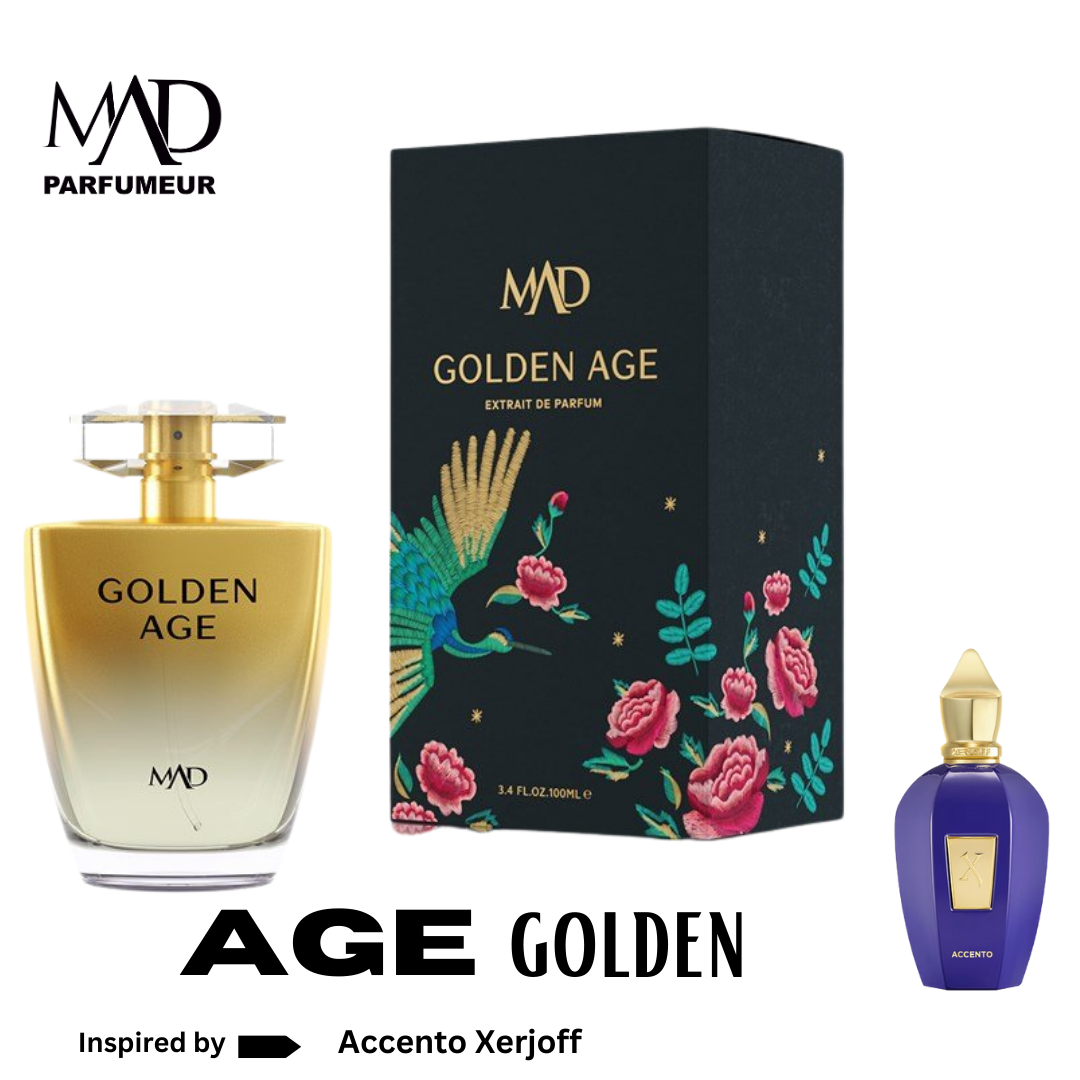 MAD
PARFUMEUR
MAD
GOLDEN AGE
EXTRAIT DE PARFUM
3.4 FL.OZ.100ML ℮
GOLDEN
AGE
MAD
X
ACCENTO
AGE GOLDEN
Inspired by Accento Xerjoff